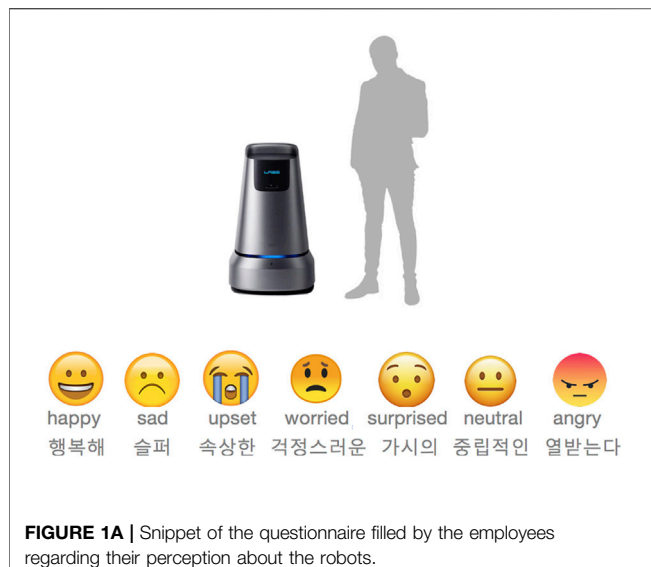 happy sad upset worried surprised neutral angry
행복해 슬퍼 속상한 걱정스러운 가시의 중립적인 열받는다
FIGURE 1A | Snippet of the questionnaire filled by the employees
regarding their perception about the robots.